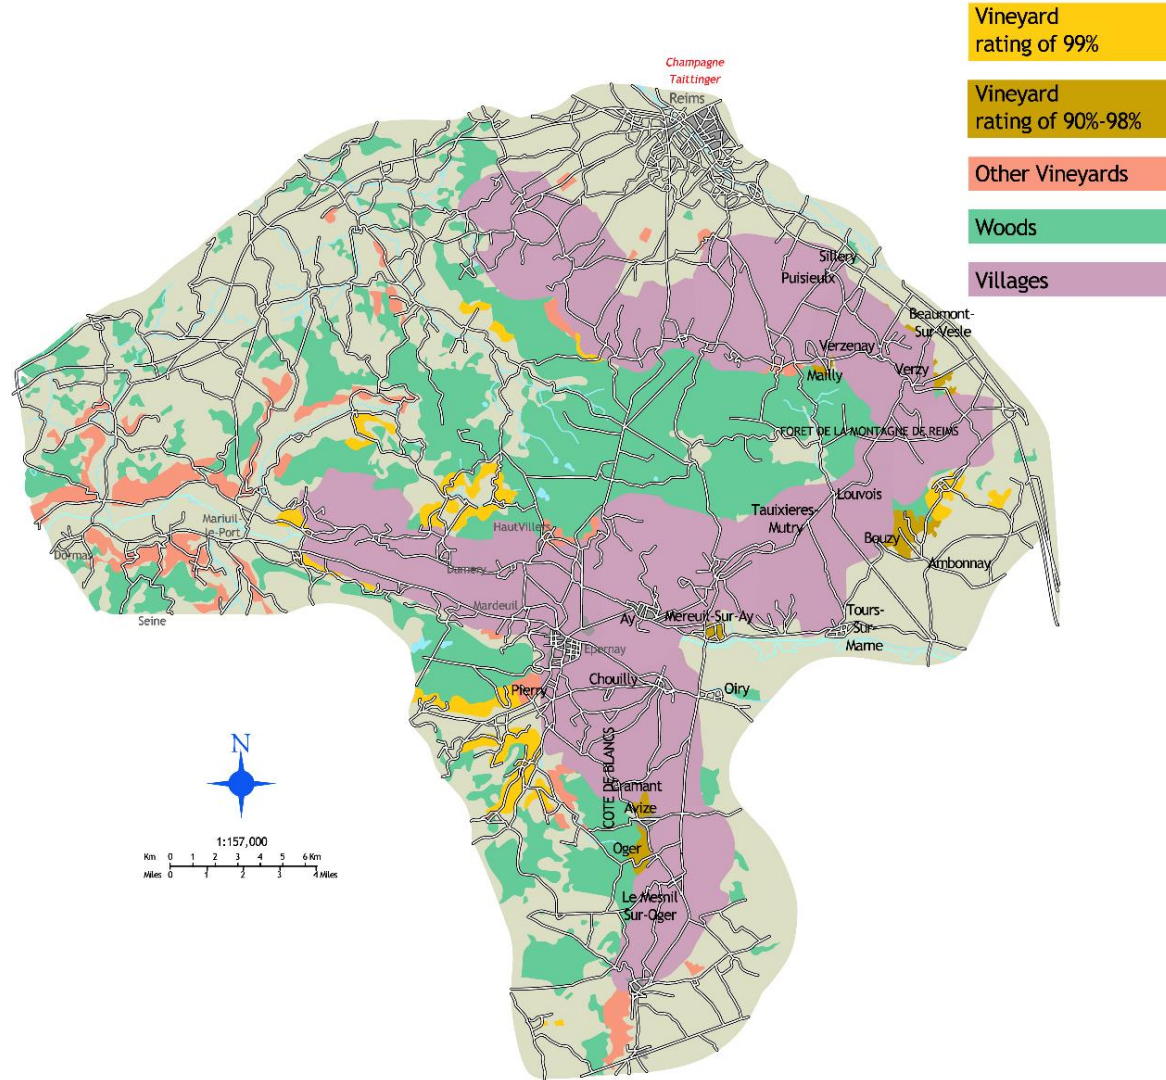 Vineyard
rating of 99%
Vineyard
rating of 90%-98%
Other Vineyards
Woods
Villages
Champagne
Taittinger
Reims
Sillery
Puisieulx
Beaumont-
Sur-Vesle
Verzenay
Mailly
Verzy
FORET DE LA MONTAGNE DE REIMS
Louvois
Tauixieres-
Mutry
Bouzy
Ambonnay
Mariuil-
le-Port
HautVillers
Dormas
Damery
Seine
Mardeuil
Ay
Mereuit-Sur-Ay
Tours-
Sur-
Marne
Epernay
Pierry
Chouilly
Oiry
COTE DE BLANCS
Cramant
Avize
Oger
Le Mesnil
Sur-Oger
N
1:157,000
Km 0 1 2 3 4 5 6 Km
Miles 0 1 2 3 4 Miles